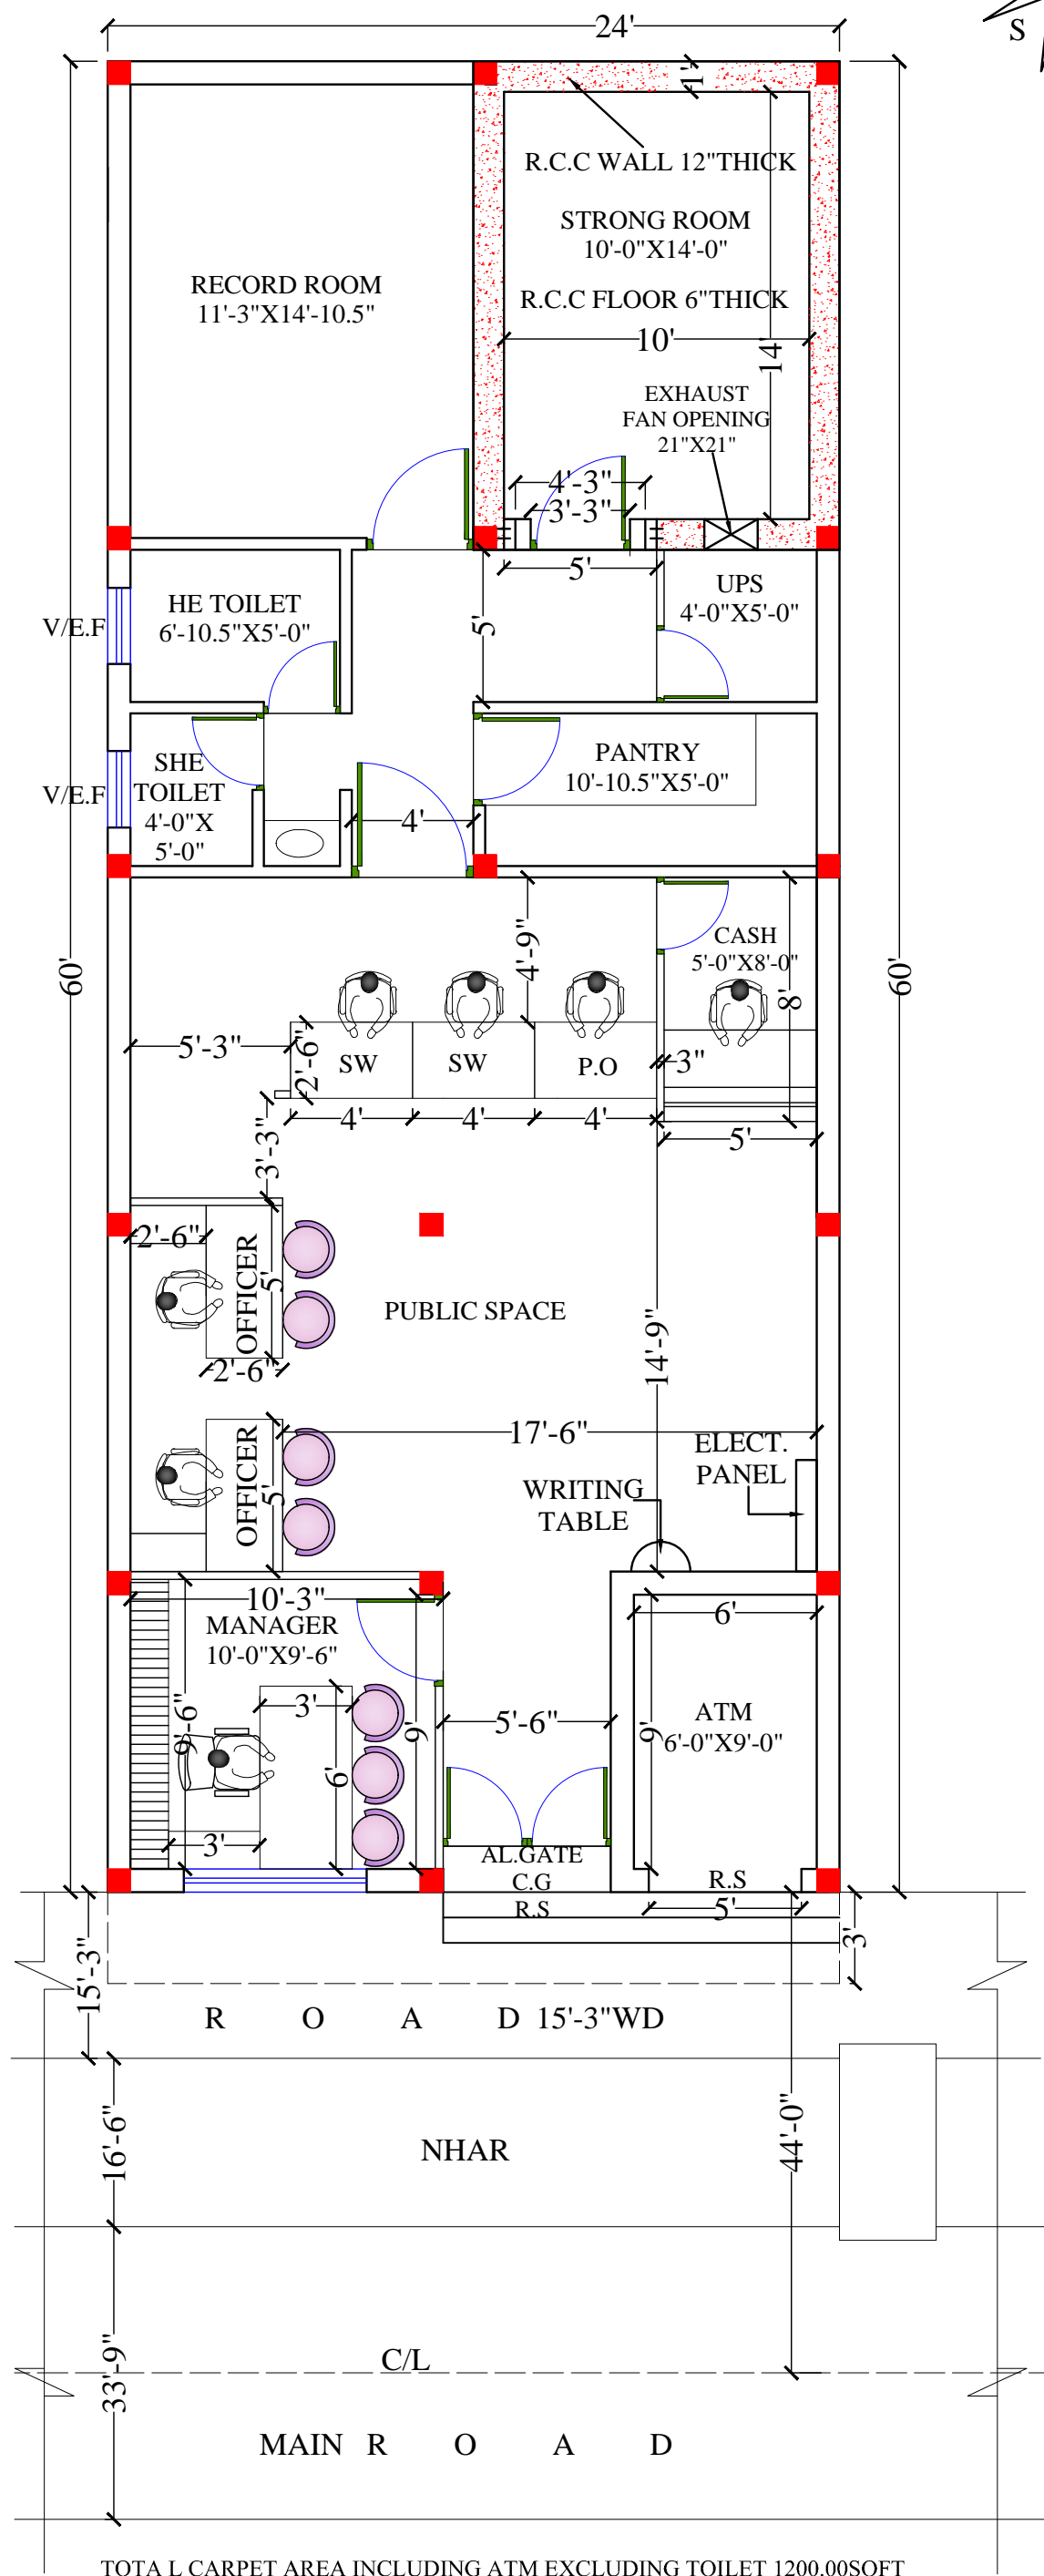 24'
S
1'
R.C.C WALL 12"THICK
STRONG ROOM
10'-0"X14'-0"
RECORD ROOM
11'-3"X14'-10.5"
R.C.C FLOOR 6"THICK
10'
14'
EXHAUST
FAN OPENING
21"X21"
4'-3"
3'-3"
5'
UPS
4'-0"X5'-0"
HE TOILET
6'-10.5"X5'-0"
V/E.F
5'
PANTRY
10'-10.5"X5'-0"
SHE
TOILET
4'-0"X
5'-0"
V/E.F
4'
60'
60'
4'-9"
CASH
5'-0"X8'-0"
8'
5'-3"
2'-6"
SW
SW
P.O
3"
4'
4'
4'
5'
3'-3"
2'-6"
OFFICER
5'
PUBLIC SPACE
2'-6"
14'-9"
17'-6"
ELECT.
PANEL
OFFICER
5'
WRITING
TABLE
10'-3"
6'
MANAGER
10'-0"X9'-6"
9'-6"
3'
9'
5'-6"
9'
ATM
6'-0"X9'-0"
6'
3'
AL.GATE
C.G
R.S
R.S
5'
3'
15'-3"
R O A D 15'-3"WD
16'-6"
NHAR
44'-0"
33'-9"
C/L
MAIN R O A D
TOTA L CARPET AREA INCLUDING ATM EXCLUDING TOILET 1200.00SQFT